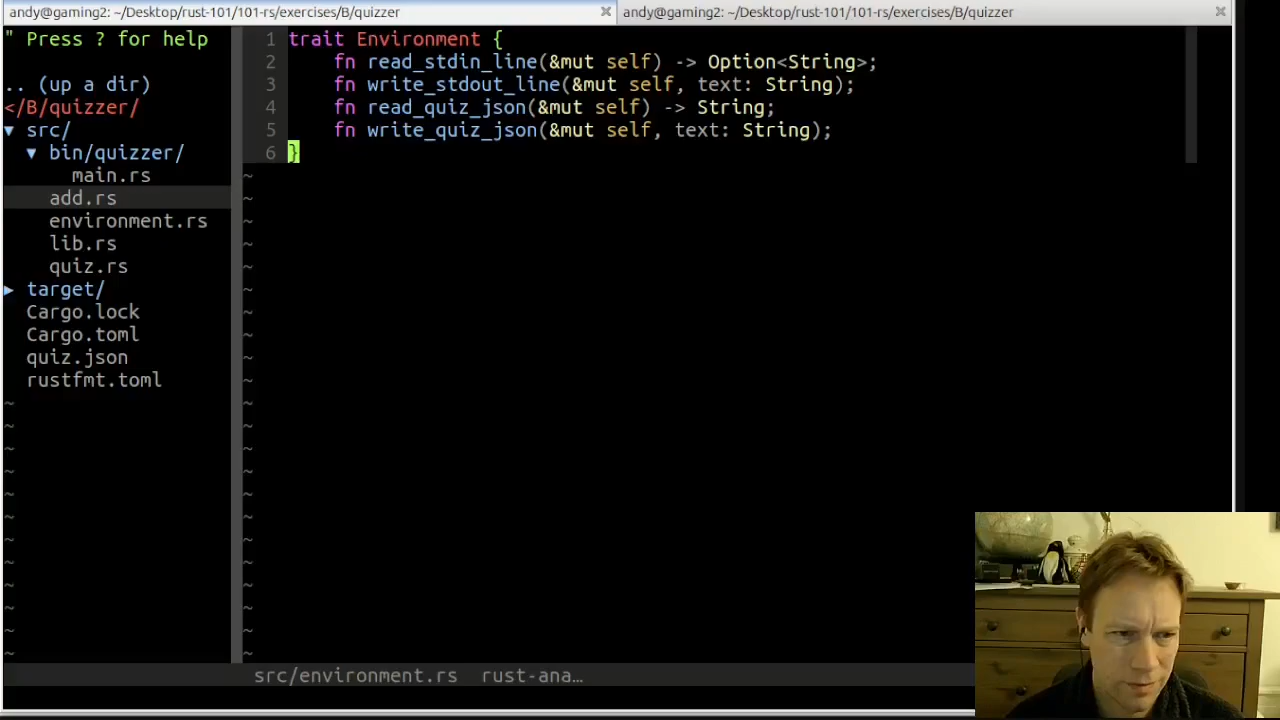 andy@gaming2: ~/Desktop/rust-101/101-rs/exercises/B/quizzer
andy@gaming2: ~/Desktop/rust-101/101-rs/exercises/B/quizzer
" Press ? for help
.. (up a dir)
</B/quizzer/
▼ src/
▼ bin/quizzer/
main.rs
add.rs
environment.rs
lib.rs
quiz.rs
▶ target/
Cargo.lock
Cargo.toml
quiz.json
rustfmt.toml
1 trait Environment {
2     fn read_stdin_line(&mut self) -> Option<String>;
3     fn write_stdout_line(&mut self, text: String);
4     fn read_quiz_json(&mut self) -> String;
5     fn write_quiz_json(&mut self, text: String);
6 }
src/environment.rs rust-ana…